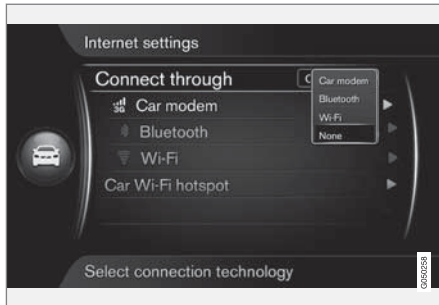 Internet settings
Connect through
Car modem
Bluetooth
Wi-Fi
None
3G Car modem
Bluetooth
Wi-Fi
Car Wi-Fi hotspot
Select connection technology
G050258